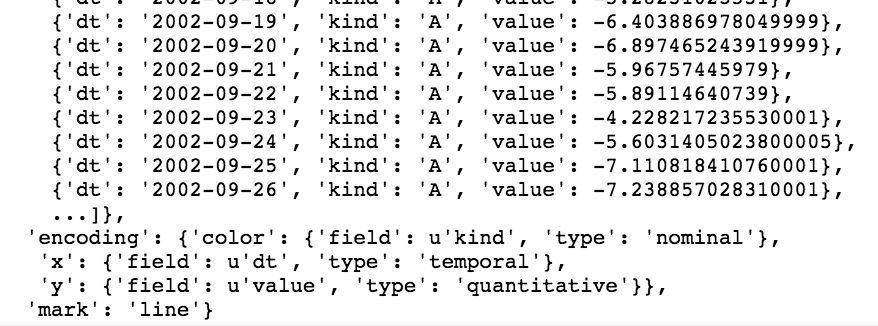 {'dt': '2002-09-18', 'kind': 'A', 'value':
{'dt': '2002-09-19', 'kind': 'A', 'value': -6.403886978049999},
{'dt': '2002-09-20', 'kind': 'A', 'value': -6.897465243919999},
{'dt': '2002-09-21', 'kind': 'A', 'value': -5.96757445979},
{'dt': '2002-09-22', 'kind': 'A', 'value': -5.89114640739},
{'dt': '2002-09-23', 'kind': 'A', 'value': -4.228217235530001},
{'dt': '2002-09-24', 'kind': 'A', 'value': -5.6031405023800005},
{'dt': '2002-09-25', 'kind': 'A', 'value': -7.110818410760001},
{'dt': '2002-09-26', 'kind': 'A', 'value': -7.238857028310001},
...]},
'encoding': {'color': {'field': u'kind', 'type': 'nominal'},
'x': {'field': u'dt', 'type': 'temporal'},
'y': {'field': u'value', 'type': 'quantitative'}},
'mark': 'line'}